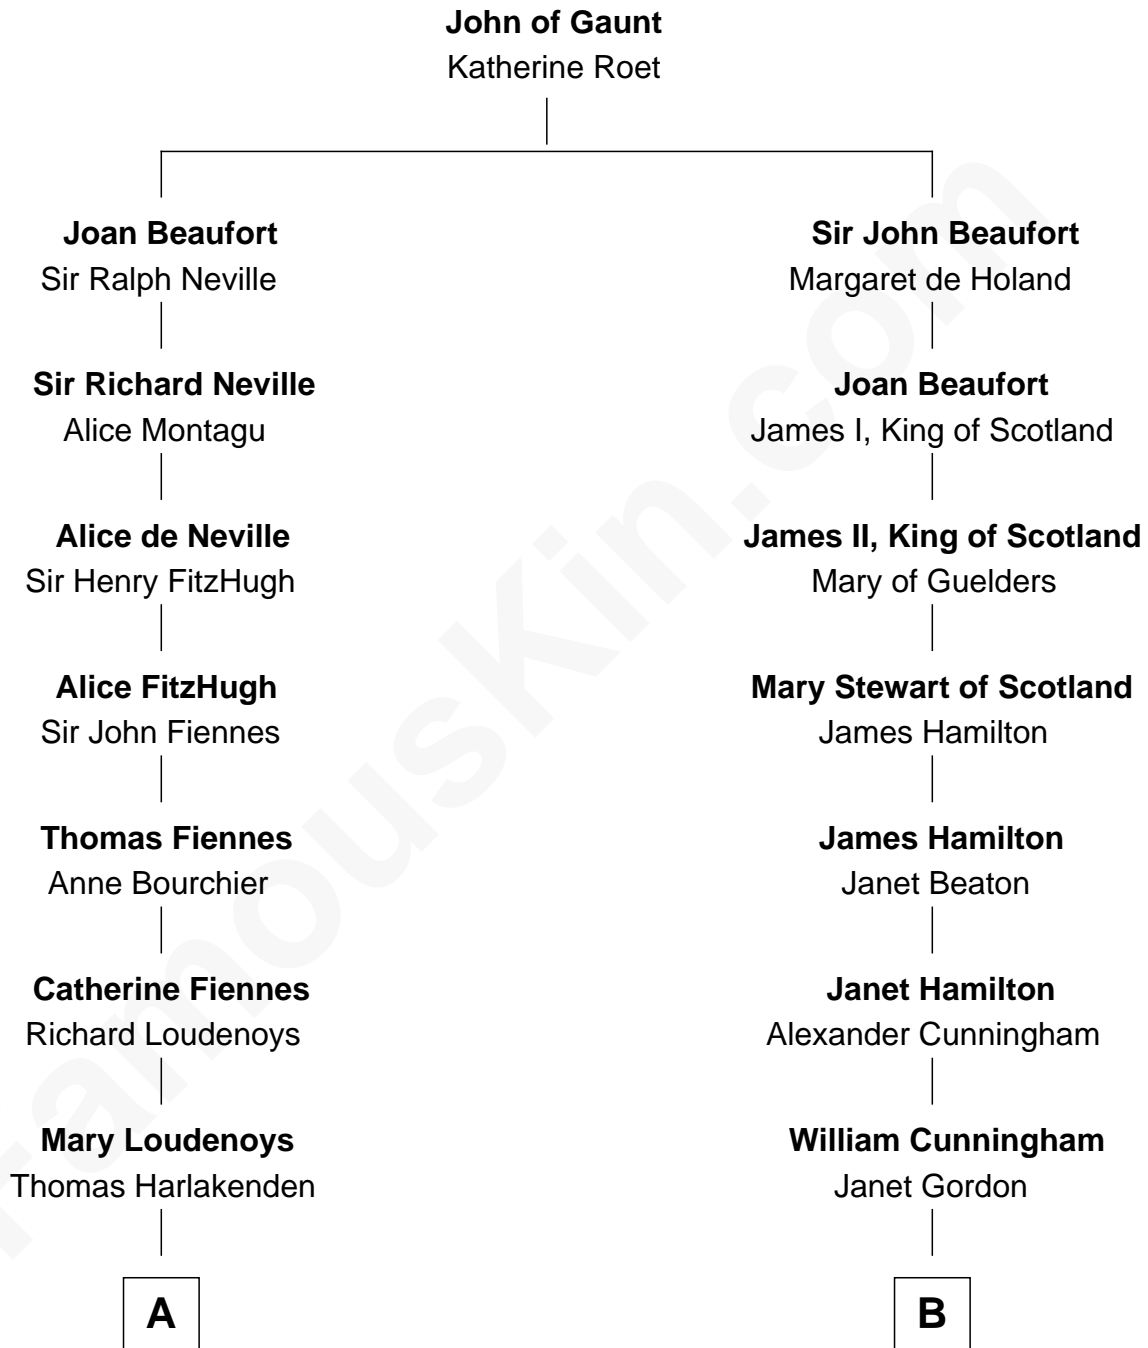 John of Gaunt
Katherine Roet
Joan Beaufort
Sir Ralph Neville
Sir Richard Neville
Alice Montagu
Alice de Neville
Sir Henry FitzHugh
Alice FitzHugh
Sir John Fiennes
Thomas Fiennes
Anne Bourchier
Catherine Fiennes
Richard Loudenoys
Mary Loudenoys
Thomas Harlakenden
A
Sir John Beaufort
Margaret de Holand
Joan Beaufort
James I, King of Scotland
James II, King of Scotland
Mary of Guelders
Mary Stewart of Scotland
James Hamilton
James Hamilton
Janet Beaton
Janet Hamilton
Alexander Cunningham
William Cunningham
Janet Gordon
B
FamousKin.com